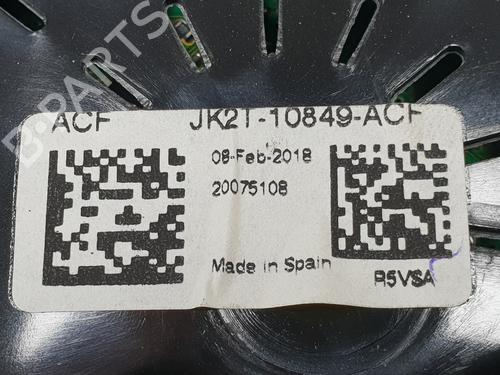 B-PARTS
ACF JK2T-10849-ACF
08-Feb-2018
20075108
Made in Spain
R5VSA